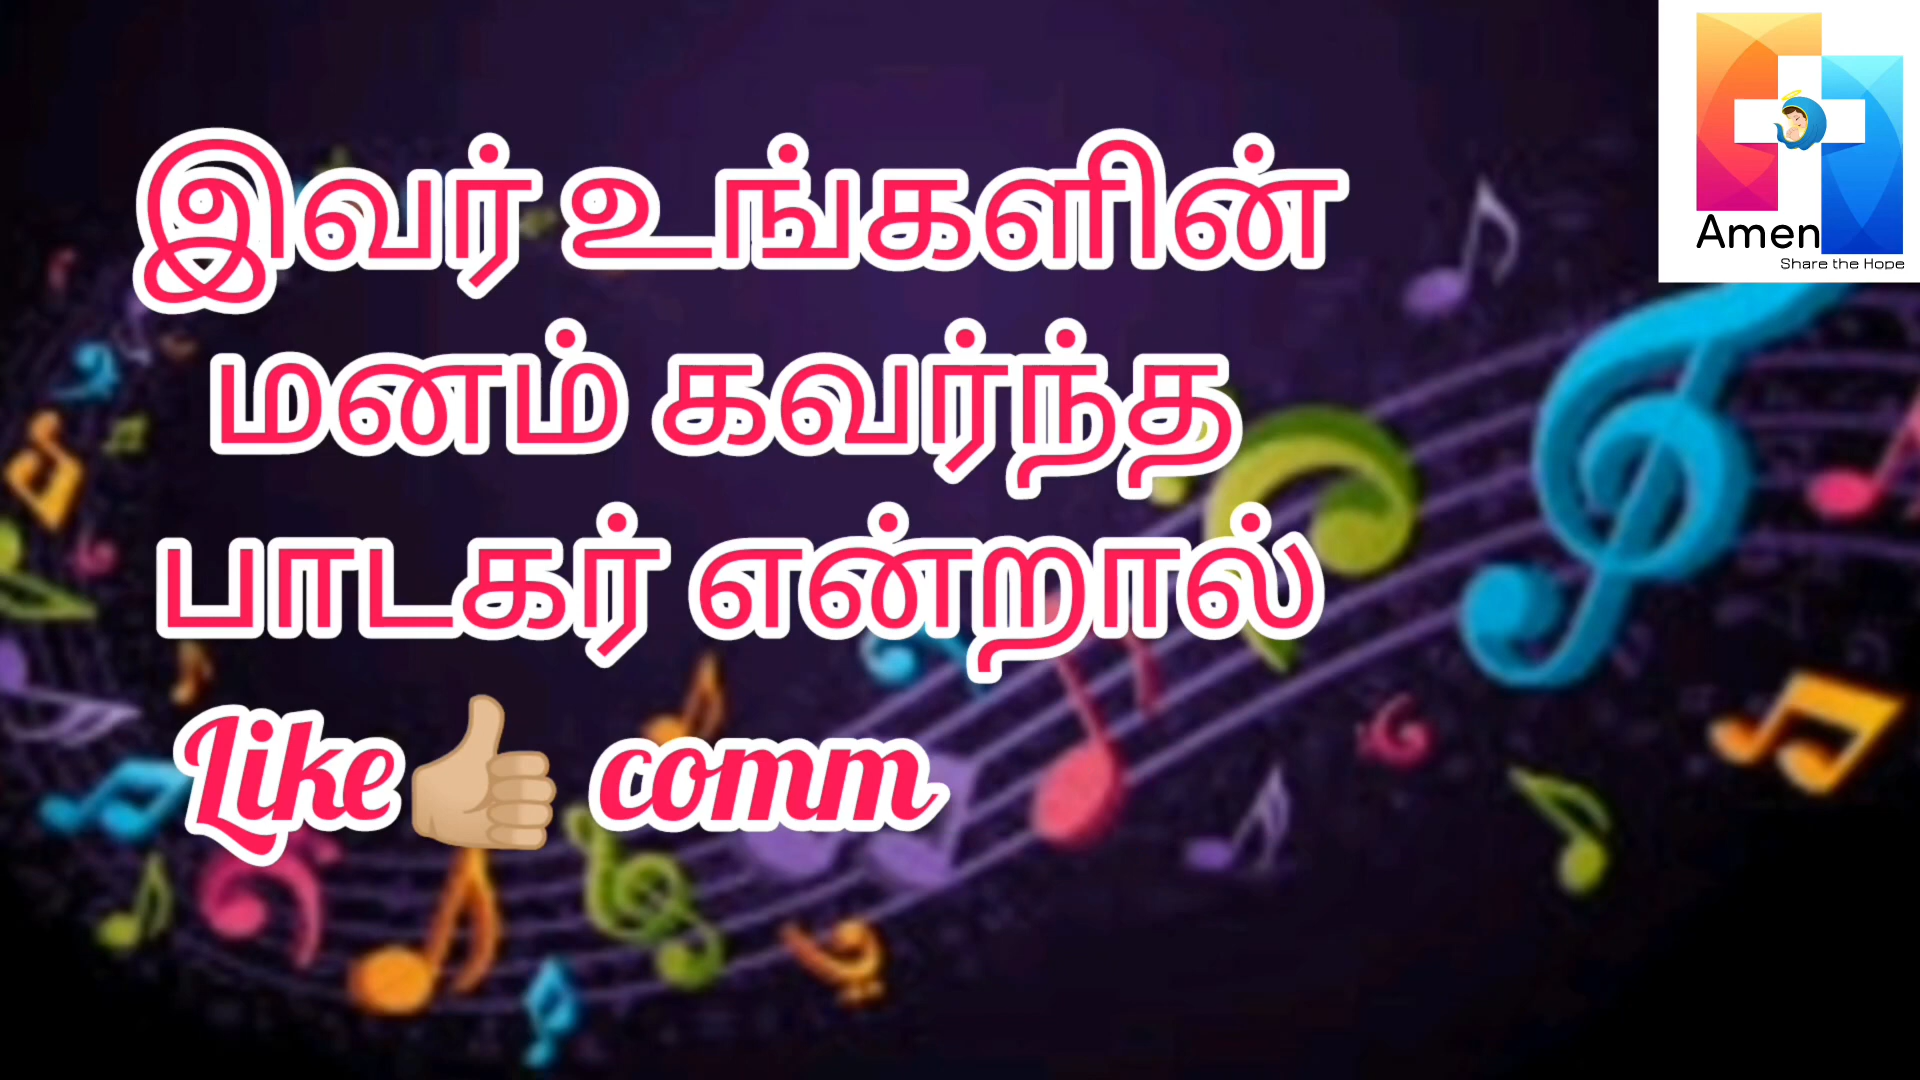 இவர் உங்களின்
மனம் கவர்ந்த
பாடகர் என்றால்
Like👍🏼 comm
Amen
Share the Hope